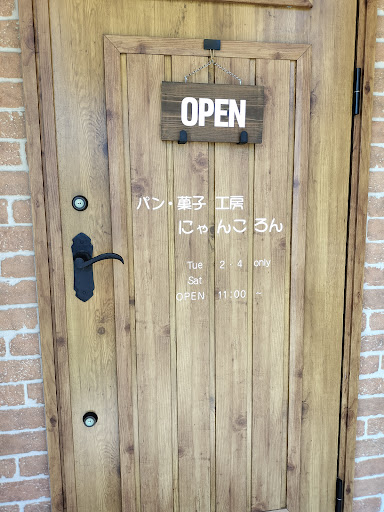 OPEN
パン・菓子 工房
にゃんころん
Tue 2・4 only
Sat
OPEN 11:00 ~